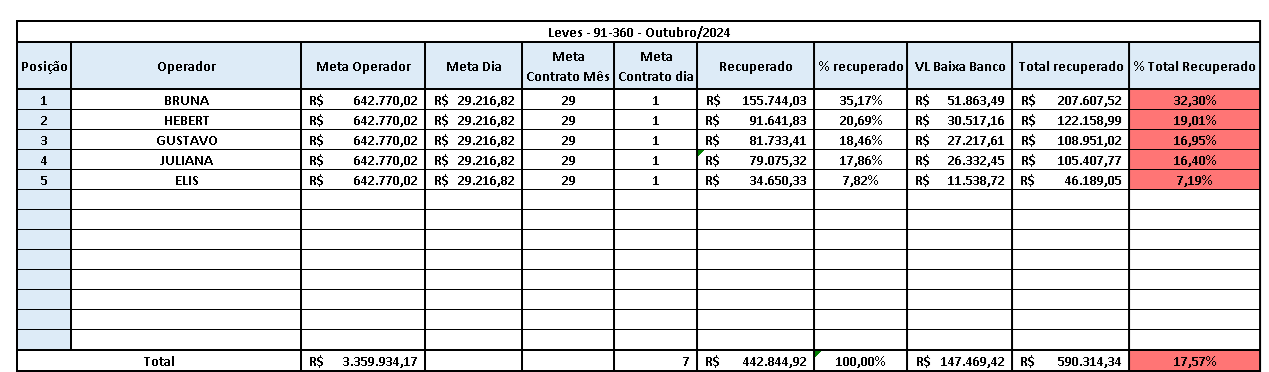 Leves - 91-360 - Outubro/2024
Posição Operador Meta Operador Meta Dia Meta Contrato Mês Meta Contrato dia Recuperado % recuperado VL Baixa Banco Total recuperado % Total Recuperado
1 BRUNA R$ 642.770,02 R$ 29.216,82 29 1 R$ 155.744,03 35,17% R$ 51.863,49 R$ 207.607,52 32,30%
2 HEBERT R$ 642.770,02 R$ 29.216,82 29 1 R$ 91.641,83 20,69% R$ 30.517,16 R$ 122.158,99 19,01%
3 GUSTAVO R$ 642.770,02 R$ 29.216,82 29 1 R$ 81.733,41 18,46% R$ 27.217,61 R$ 108.951,02 16,95%
4 JULIANA R$ 642.770,02 R$ 29.216,82 29 1 R$ 79.075,32 17,86% R$ 26.332,45 R$ 105.407,77 16,40%
5 ELIS R$ 642.770,02 R$ 29.216,82 29 1 R$ 34.650,33 7,82% R$ 11.538,72 R$ 46.189,05 7,19%
Total R$ 3.359.934,17 7 R$ 442.844,92 100,00% R$ 147.469,42 R$ 590.314,34 17,57%